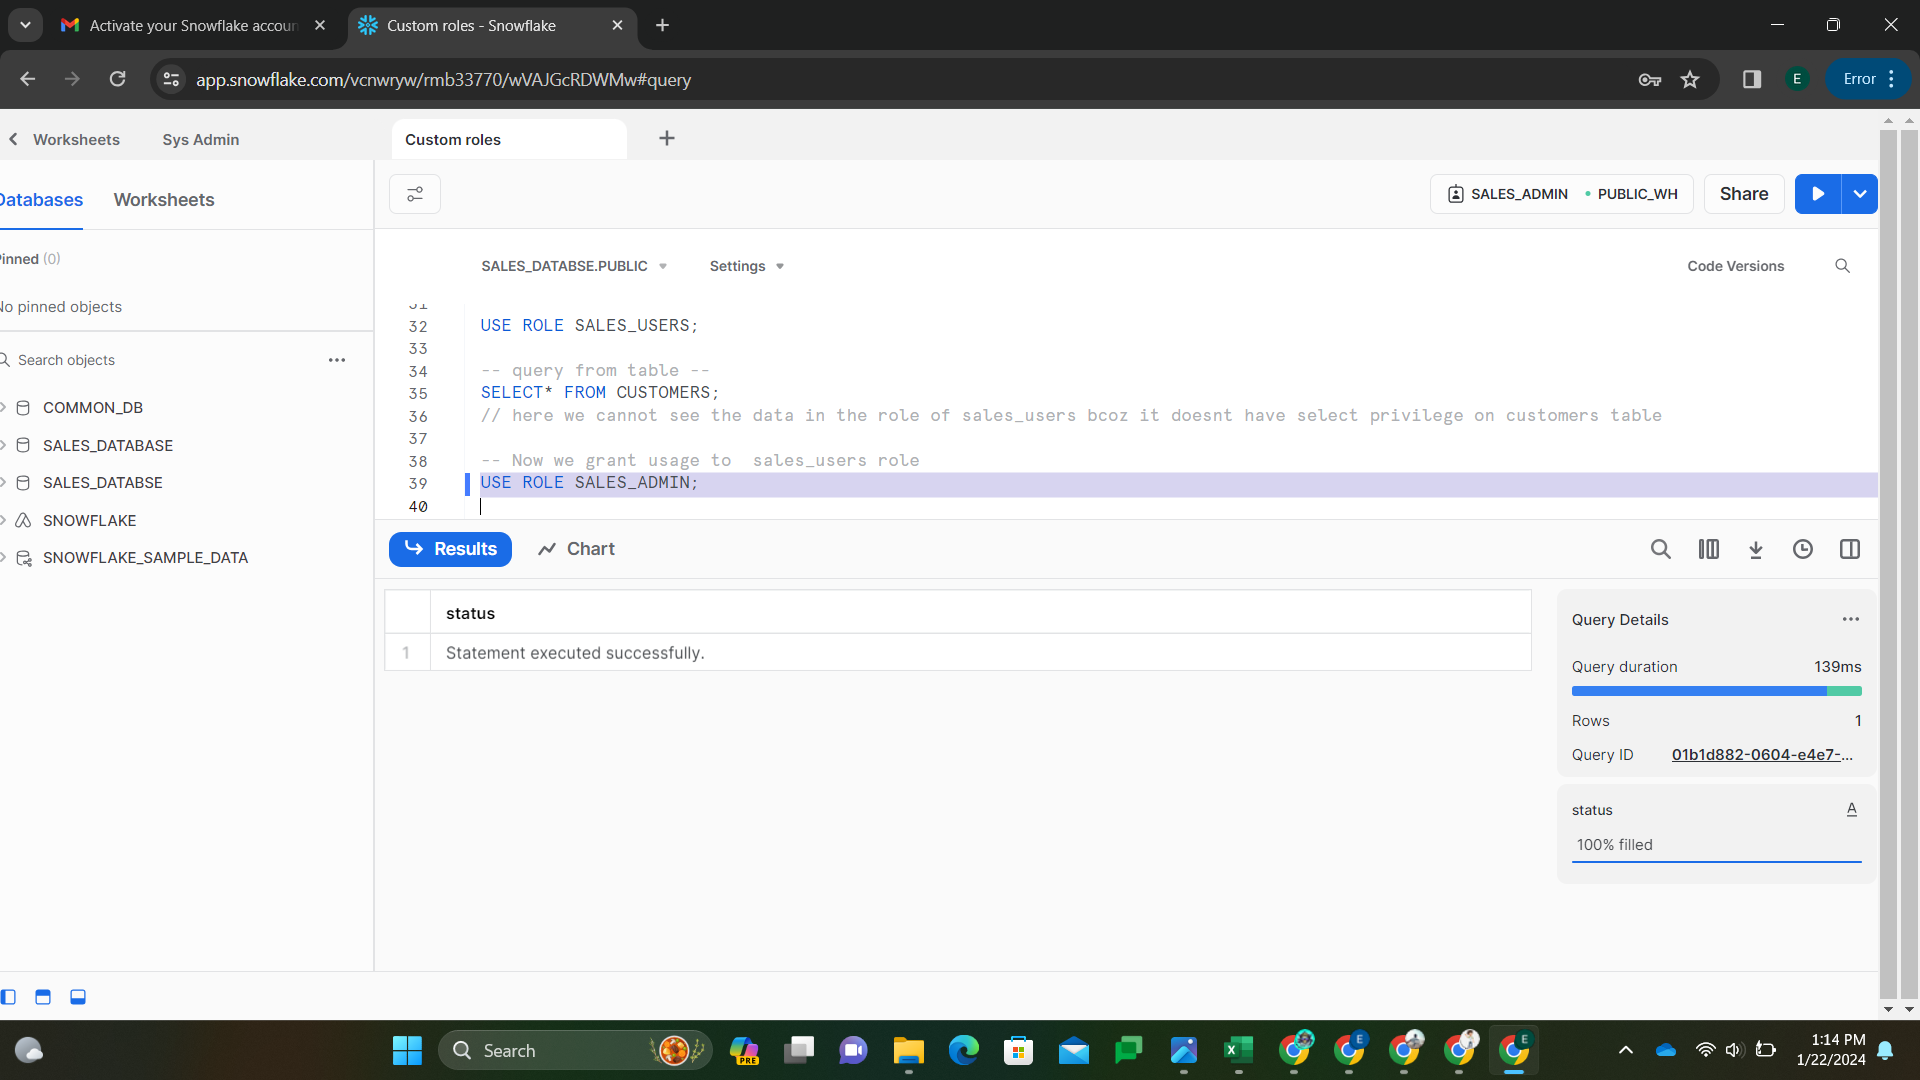 Activate your Snowflake accoun
Custom roles - Snowflake
app.snowflake.com/vcnwryw/rmb33770/wVAJGcRDWMw#query
E
Error
Worksheets
Sys Admin
Custom roles
Databases
Worksheets
SALES_ADMIN
PUBLIC_WH
Share
inned (0)
No pinned objects
SALES_DATABSE.PUBLIC
Settings
Code Versions
Search objects
COMMON_DB
SALES_DATABASE
SALES_DATABSE
SNOWFLAKE
SNOWFLAKE_SAMPLE_DATA
31
32 USE ROLE SALES_USERS;
33
34 -- query from table --
35 SELECT* FROM CUSTOMERS;
36 // here we cannot see the data in the role of sales_users bcoz it doesnt have select privilege on customers table
37
38 -- Now we grant usage to  sales_users role
39 USE ROLE SALES_ADMIN;
40
Results
Chart
status
1 Statement executed successfully.
Query Details
Query duration 139ms
Rows 1
Query ID 01b1d882-0604-e4e7-...
status A
100% filled
Search
PRE
E
E
1:14 PM
1/22/2024